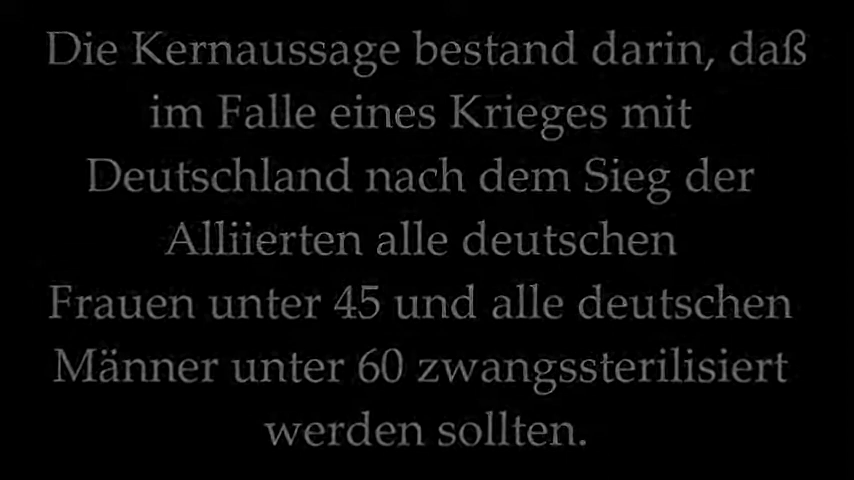 Die Kernaussage bestand darin, daß
im Falle eines Krieges mit
Deutschland nach dem Sieg der
Alliierten alle deutschen
Frauen unter 45 und alle deutschen
Männer unter 60 zwangssterilisiert
werden sollten.